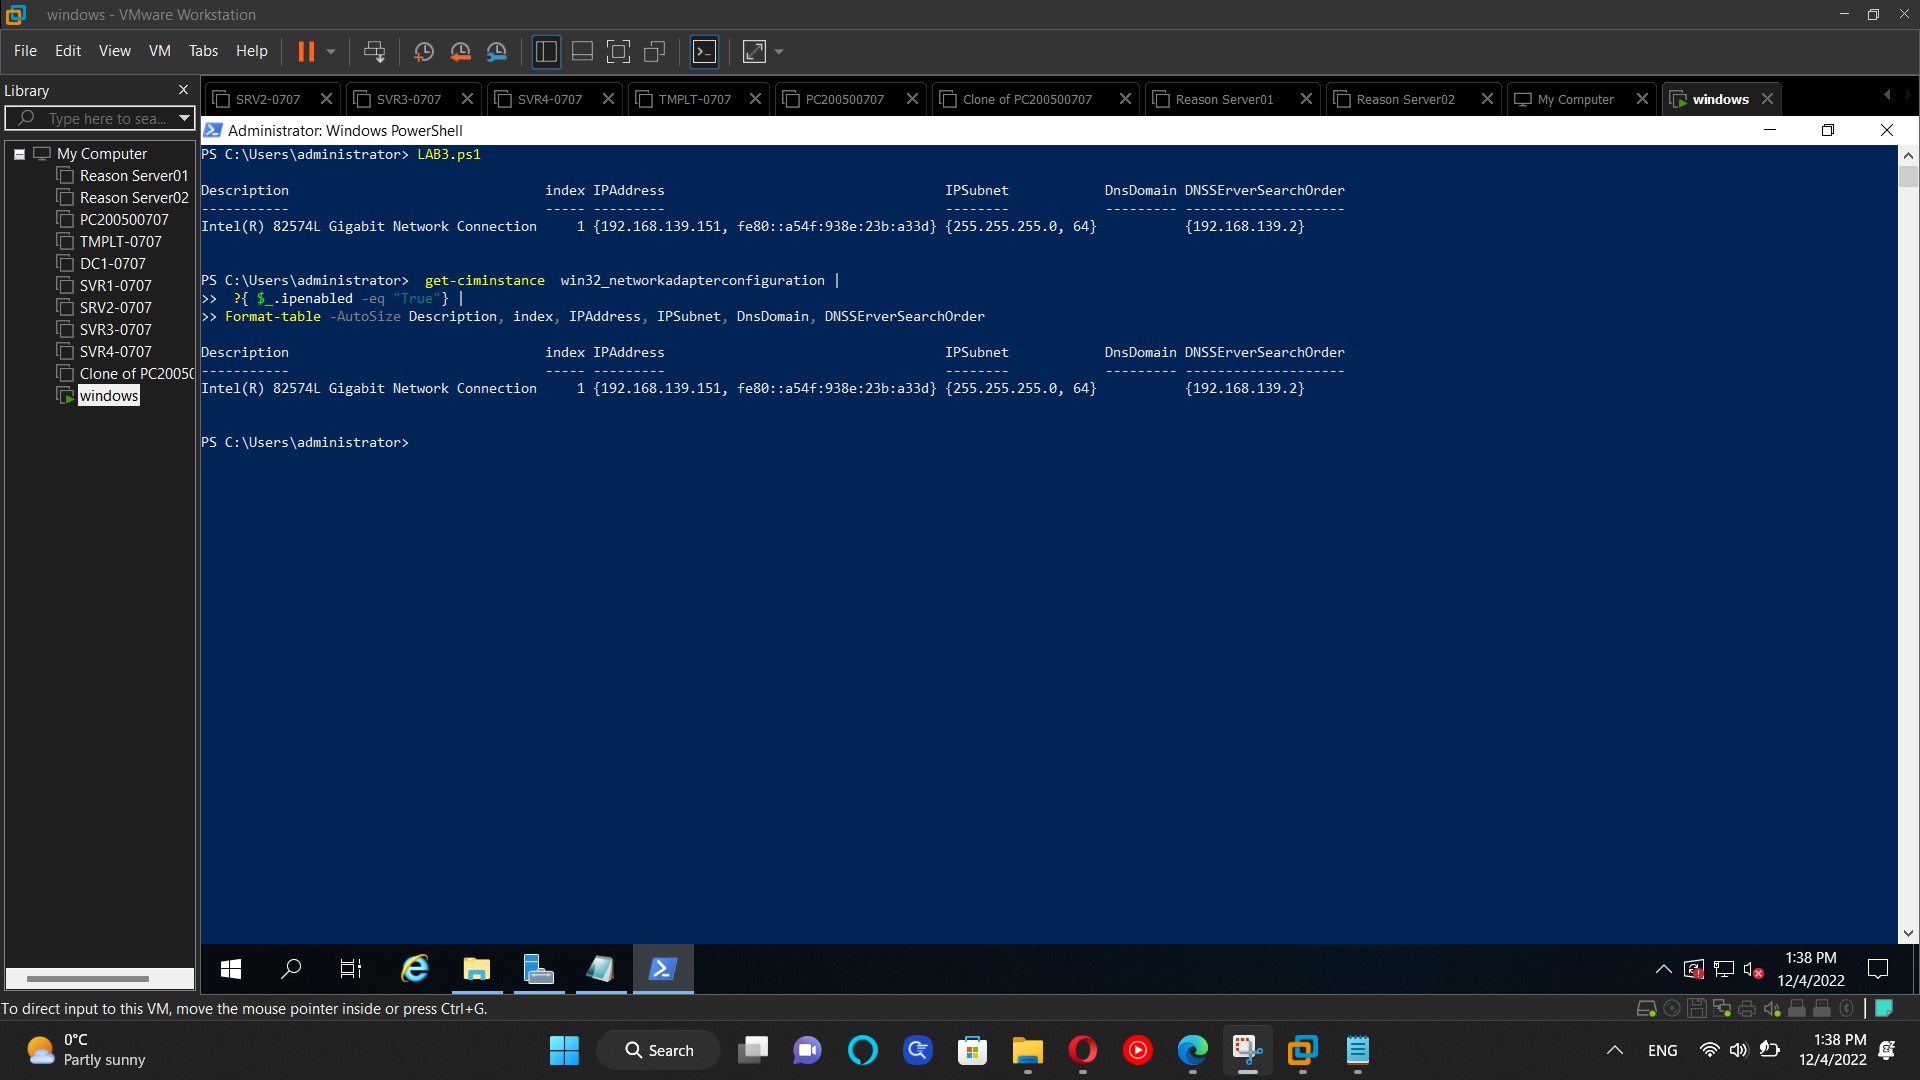 windows - VMware Workstation
File Edit View VM Tabs Help
Library
Type here to sea...
My Computer
Reason Server01
Reason Server02
PC200500707
TMPLT-0707
DC1-0707
SVR1-0707
SRV2-0707
SVR3-0707
SVR4-0707
Clone of PC20050
windows
SRV2-0707 SVR3-0707 SVR4-0707 TMPLT-0707 PC200500707 Clone of PC200500707 Reason Server01 Reason Server02 My Computer windows
Administrator: Windows PowerShell
PS C:\Users\administrator> LAB3.ps1
Description index IPAddress IPSubnet DnsDomain DNSSErverSearchOrder
----------- ----- --------- -------- --------- --------------------
Intel(R) 82574L Gigabit Network Connection 1 {192.168.139.151, fe80::a54f:938e:23b:a33d} {255.255.255.0, 64} {192.168.139.2}
PS C:\Users\administrator> get-ciminstance win32_networkadapterconfiguration |
>> ?{ $_.ipenabled -eq "True"} |
>> Format-table -AutoSize Description, index, IPAddress, IPSubnet, DnsDomain, DNSSErverSearchOrder
Description index IPAddress IPSubnet DnsDomain DNSSErverSearchOrder
----------- ----- --------- -------- --------- --------------------
Intel(R) 82574L Gigabit Network Connection 1 {192.168.139.151, fe80::a54f:938e:23b:a33d} {255.255.255.0, 64} {192.168.139.2}
PS C:\Users\administrator>
1:38 PM
12/4/2022
To direct input to this VM, move the mouse pointer inside or press Ctrl+G.
0°C
Partly sunny
Search
ENG
1:38 PM
12/4/2022